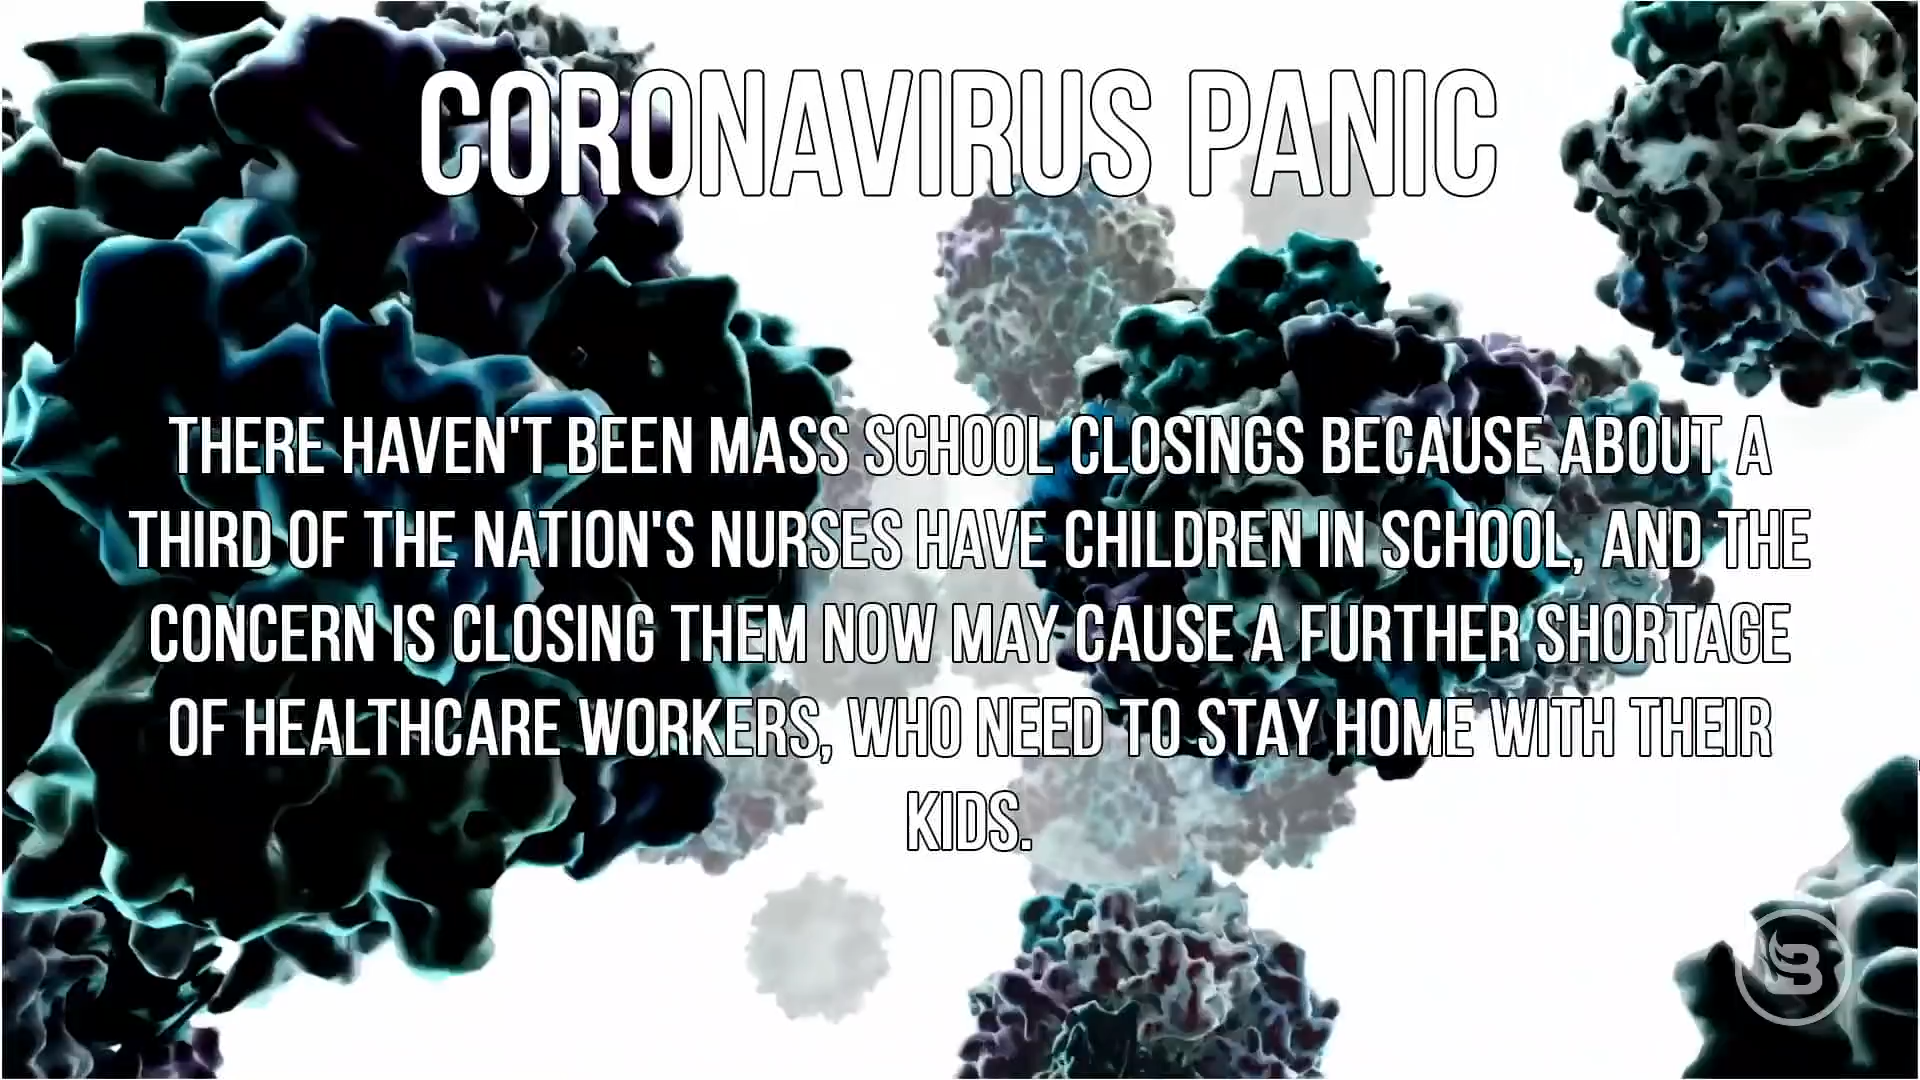 CORONAVIRUS PANIC
THERE HAVEN'T BEEN MASS SCHOOL CLOSINGS BECAUSE ABOUT A
THIRD OF THE NATION'S NURSES HAVE CHILDREN IN SCHOOL, AND THE
CONCERN IS CLOSING THEM NOW MAY CAUSE A FURTHER SHORTAGE
OF HEALTHCARE WORKERS, WHO NEED TO STAY HOME WITH THEIR
KIDS.
B